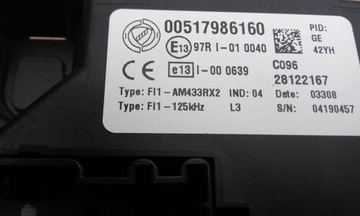 00517986160 PID:
E13 97R I-01 0040 GE
42YH
CE e13 I-00 0639 C096
28122167
Type: FI1-AM433RX2 IND: 04 Date: 03308
Type: FI1-125kHz L3 S/N: 04190457